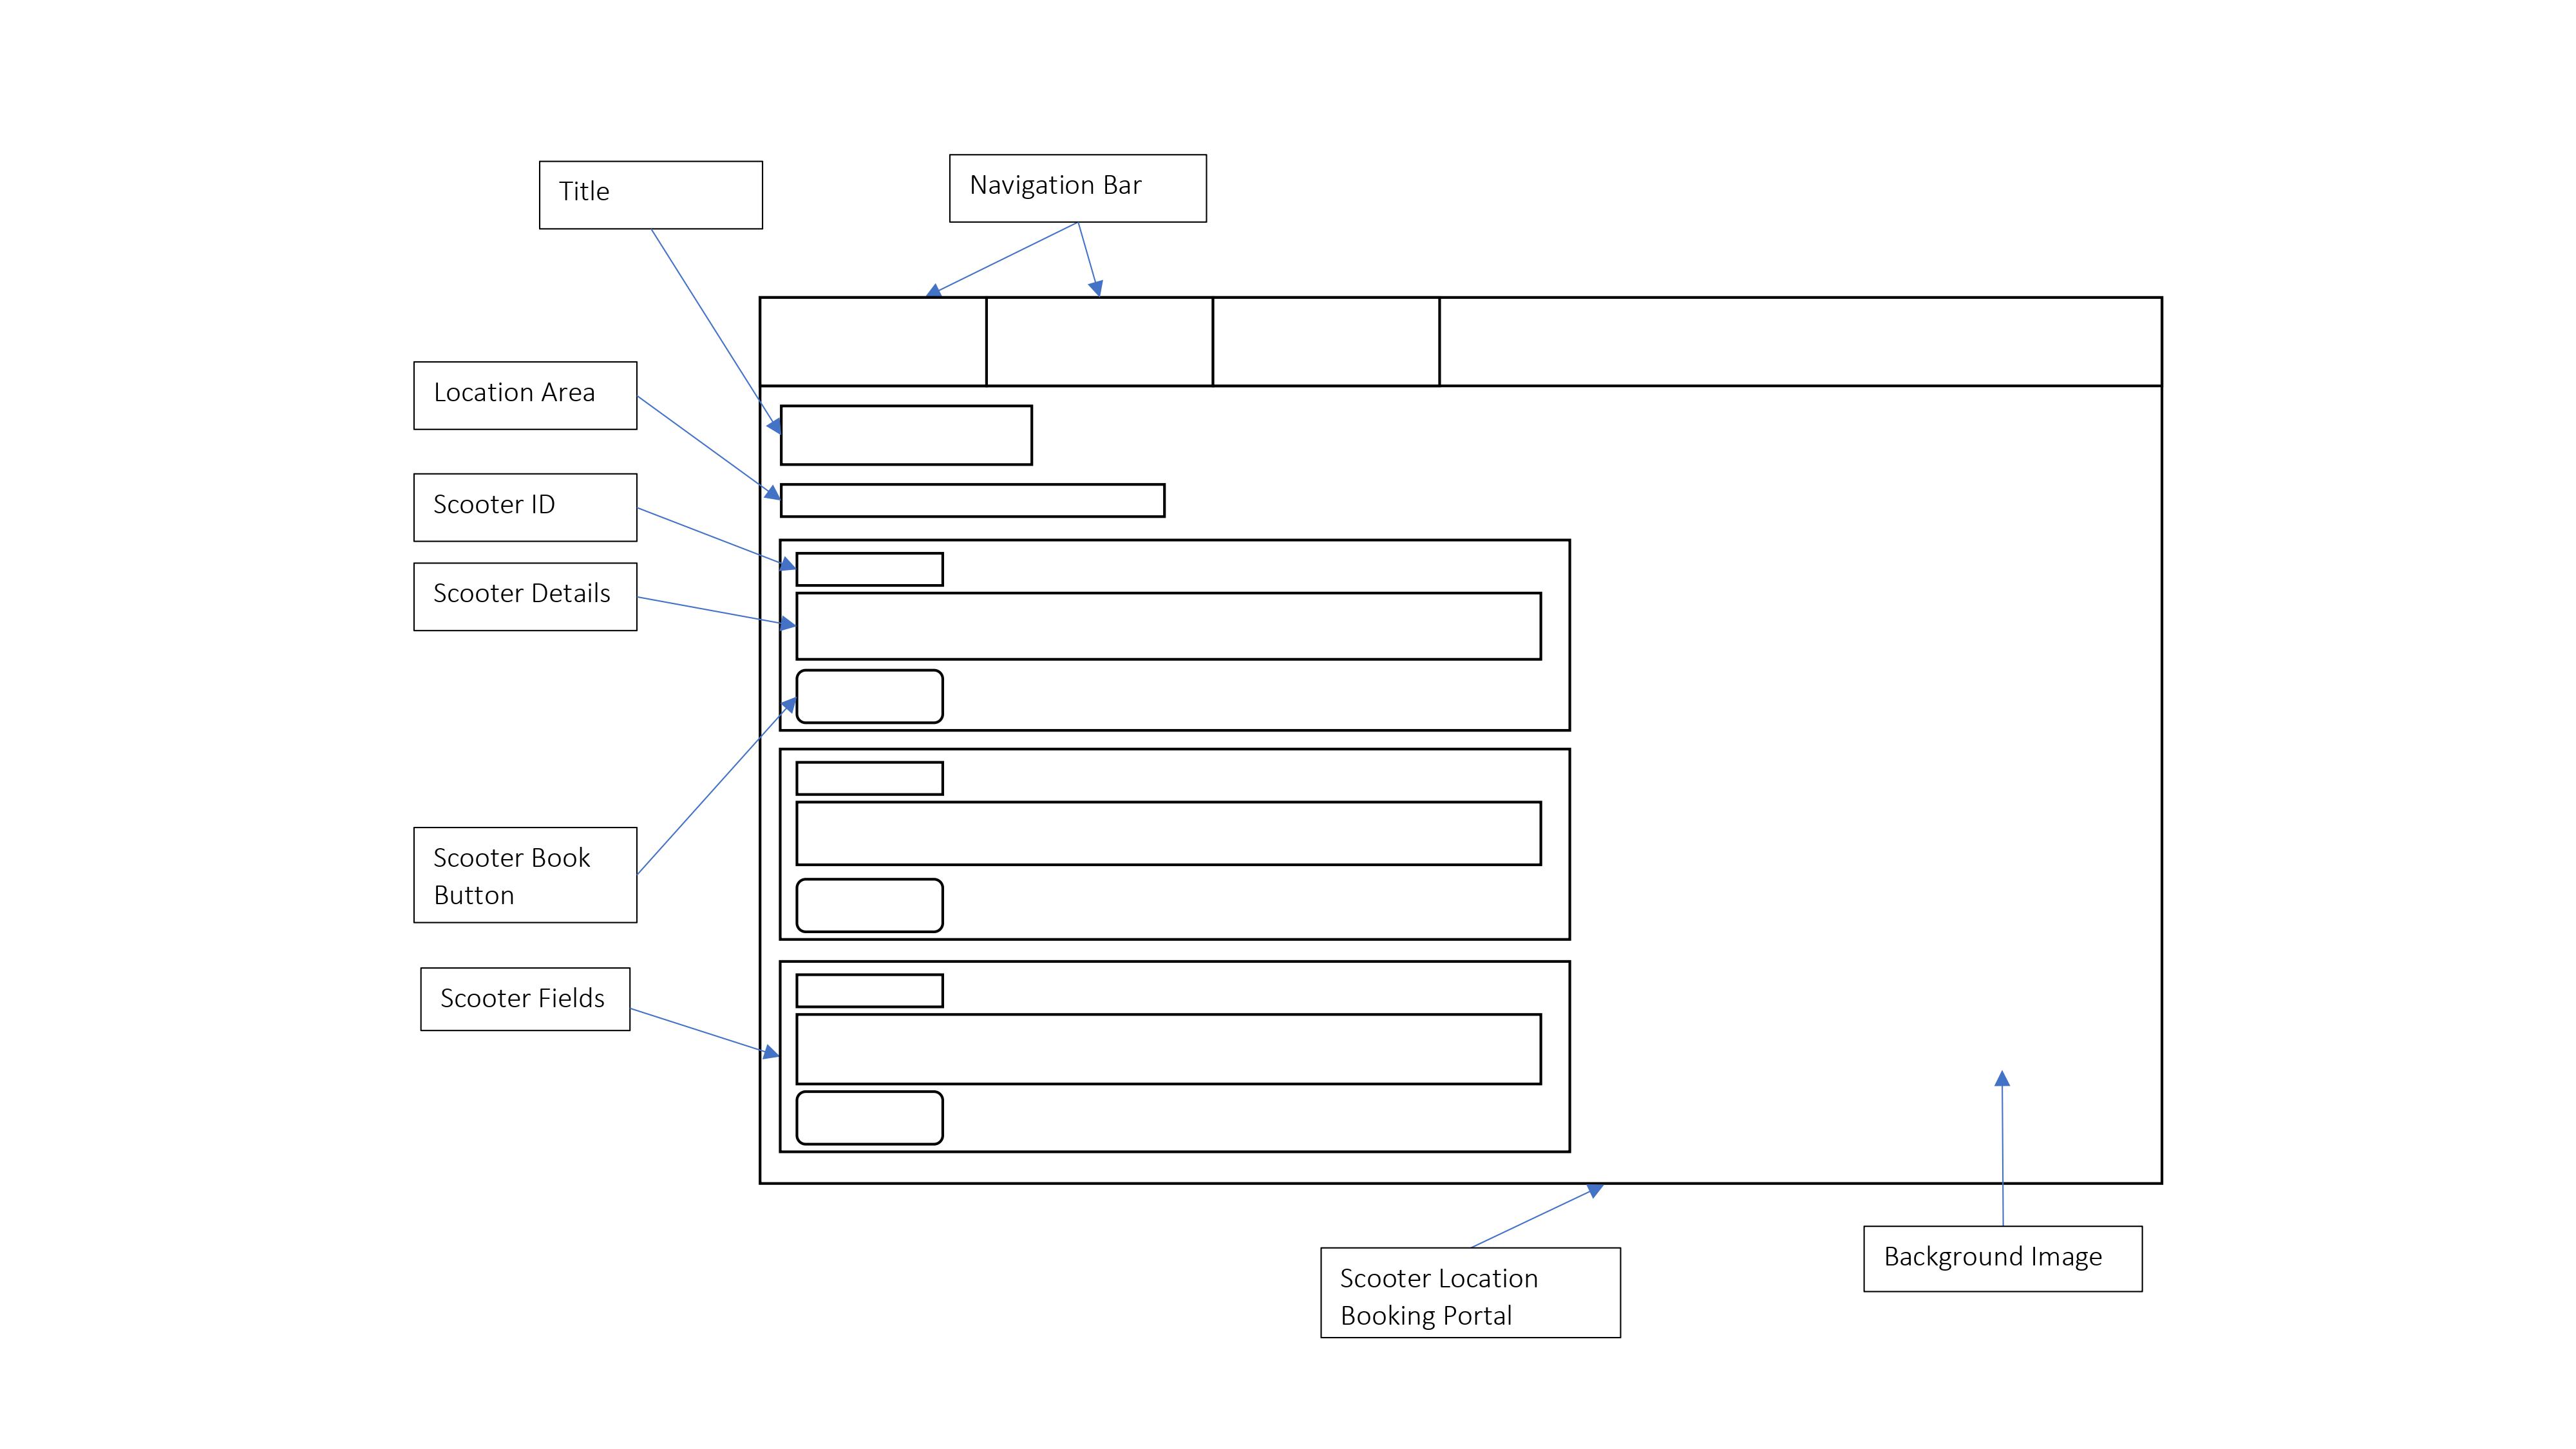 Title
Navigation Bar
Location Area
Scooter ID
Scooter Details
Scooter Book
Button
Scooter Fields
Scooter Location
Booking Portal
Background Image